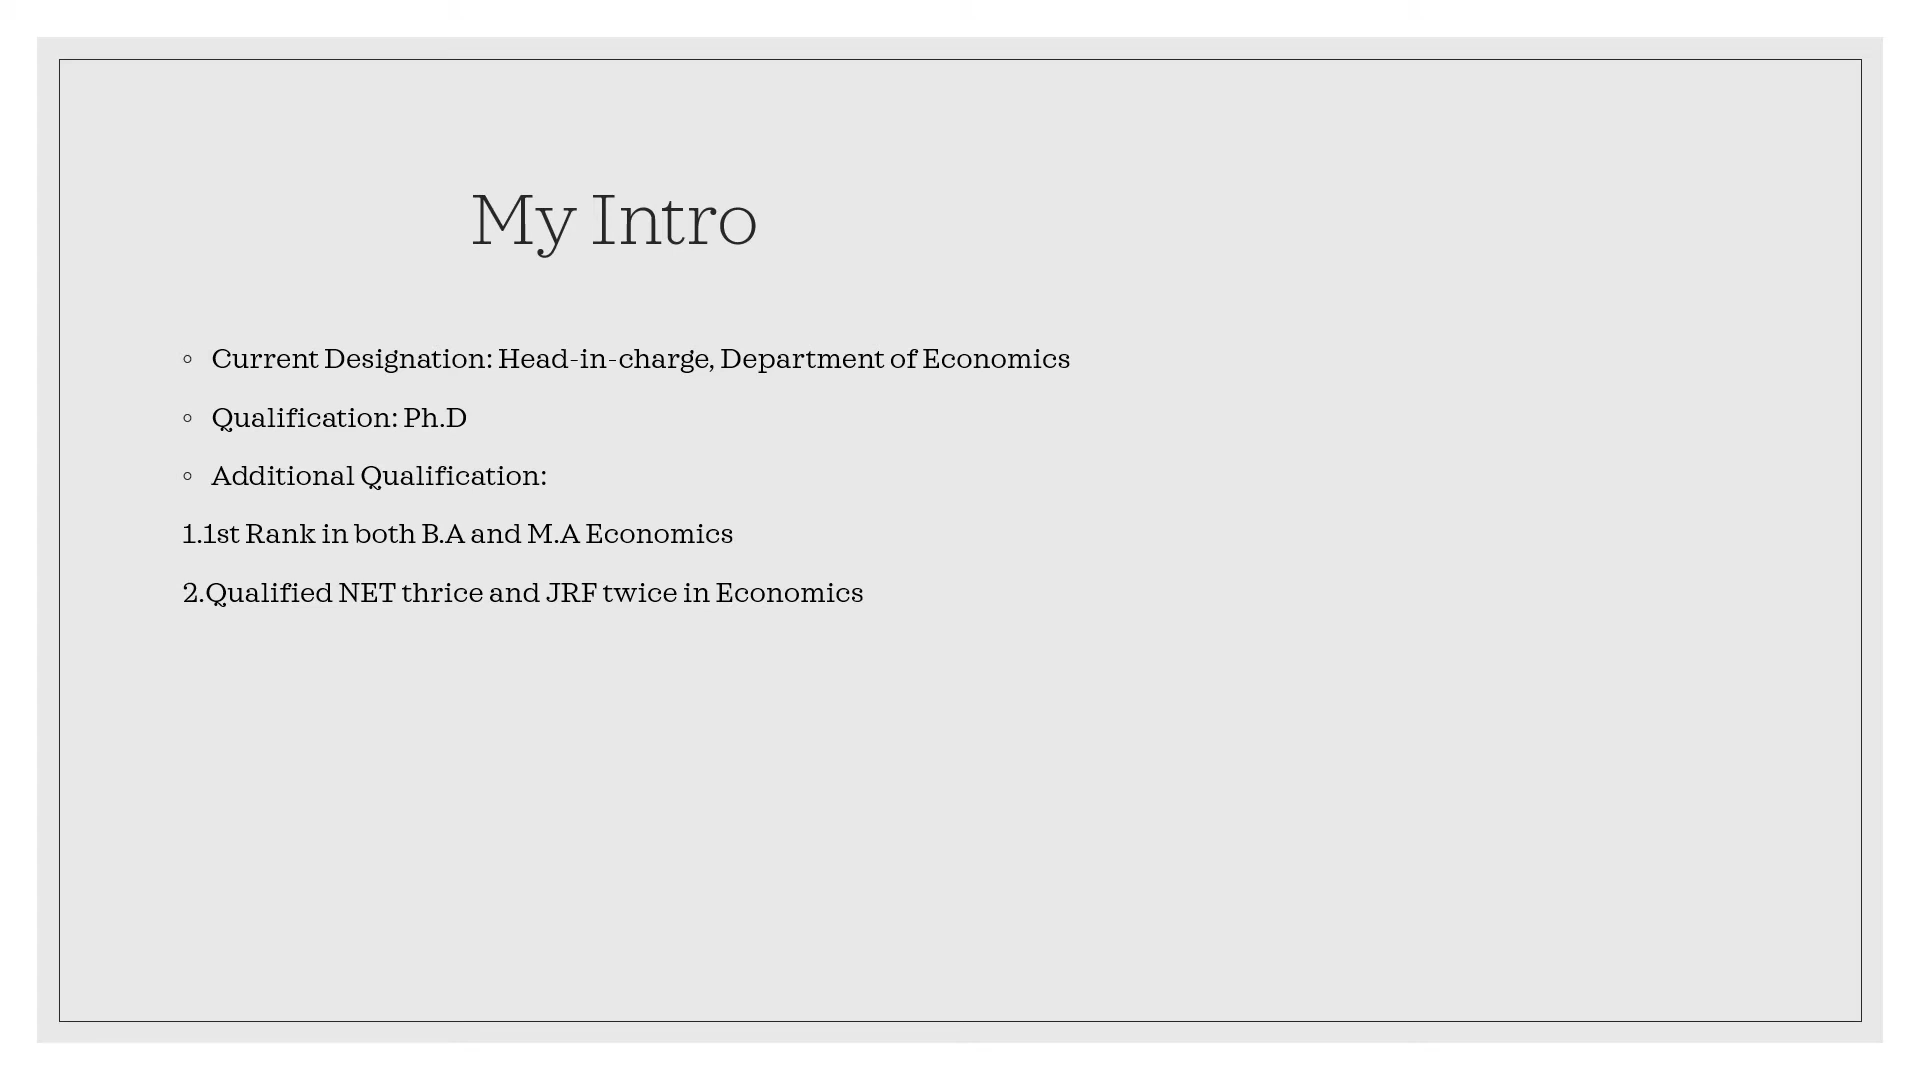 My Intro
◦ Current Designation: Head-in-charge, Department of Economics
◦ Qualification: Ph.D
◦ Additional Qualification:
1.1st Rank in both B.A and M.A Economics
2.Qualified NET thrice and JRF twice in Economics